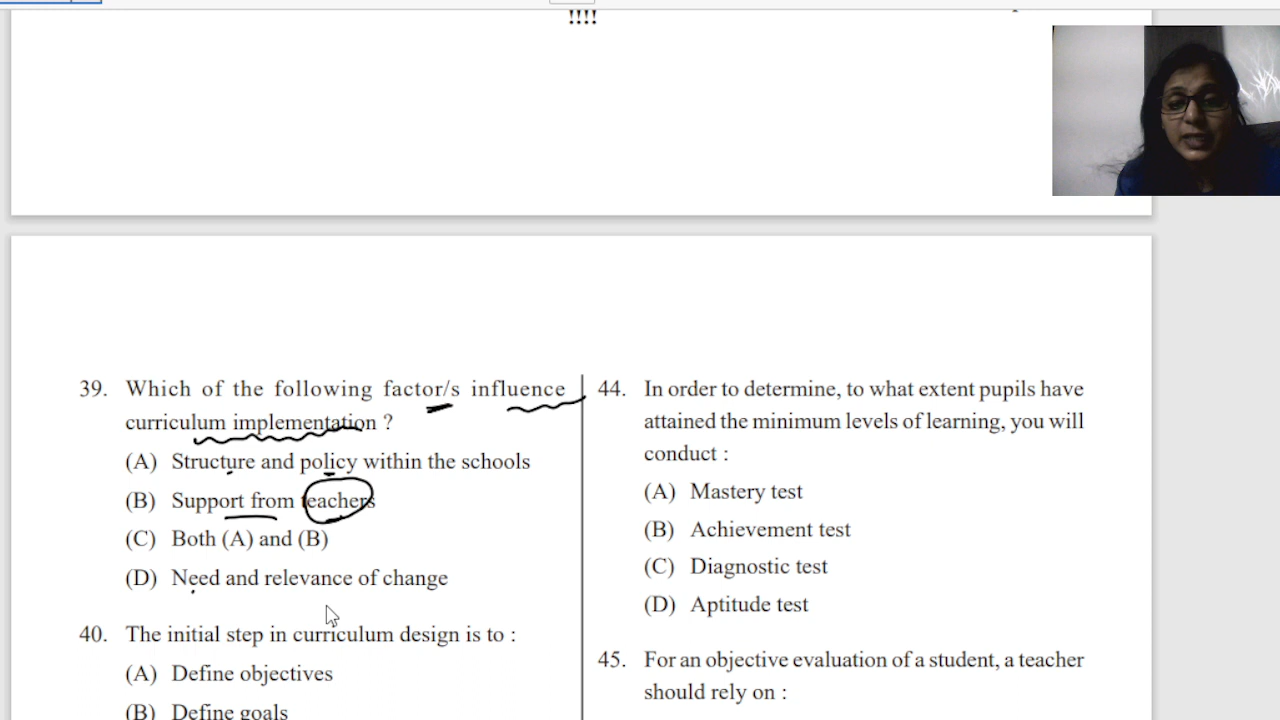 !!!!
39. Which of the following factor/s influence
curriculum implementation ?
(A) Structure and policy within the schools
(B) Support from teachers
(C) Both (A) and (B)
(D) Need and relevance of change
40. The initial step in curriculum design is to :
(A) Define objectives
(B) Define goals
44. In order to determine, to what extent pupils have
attained the minimum levels of learning, you will
conduct :
(A) Mastery test
(B) Achievement test
(C) Diagnostic test
(D) Aptitude test
45. For an objective evaluation of a student, a teacher
should rely on :